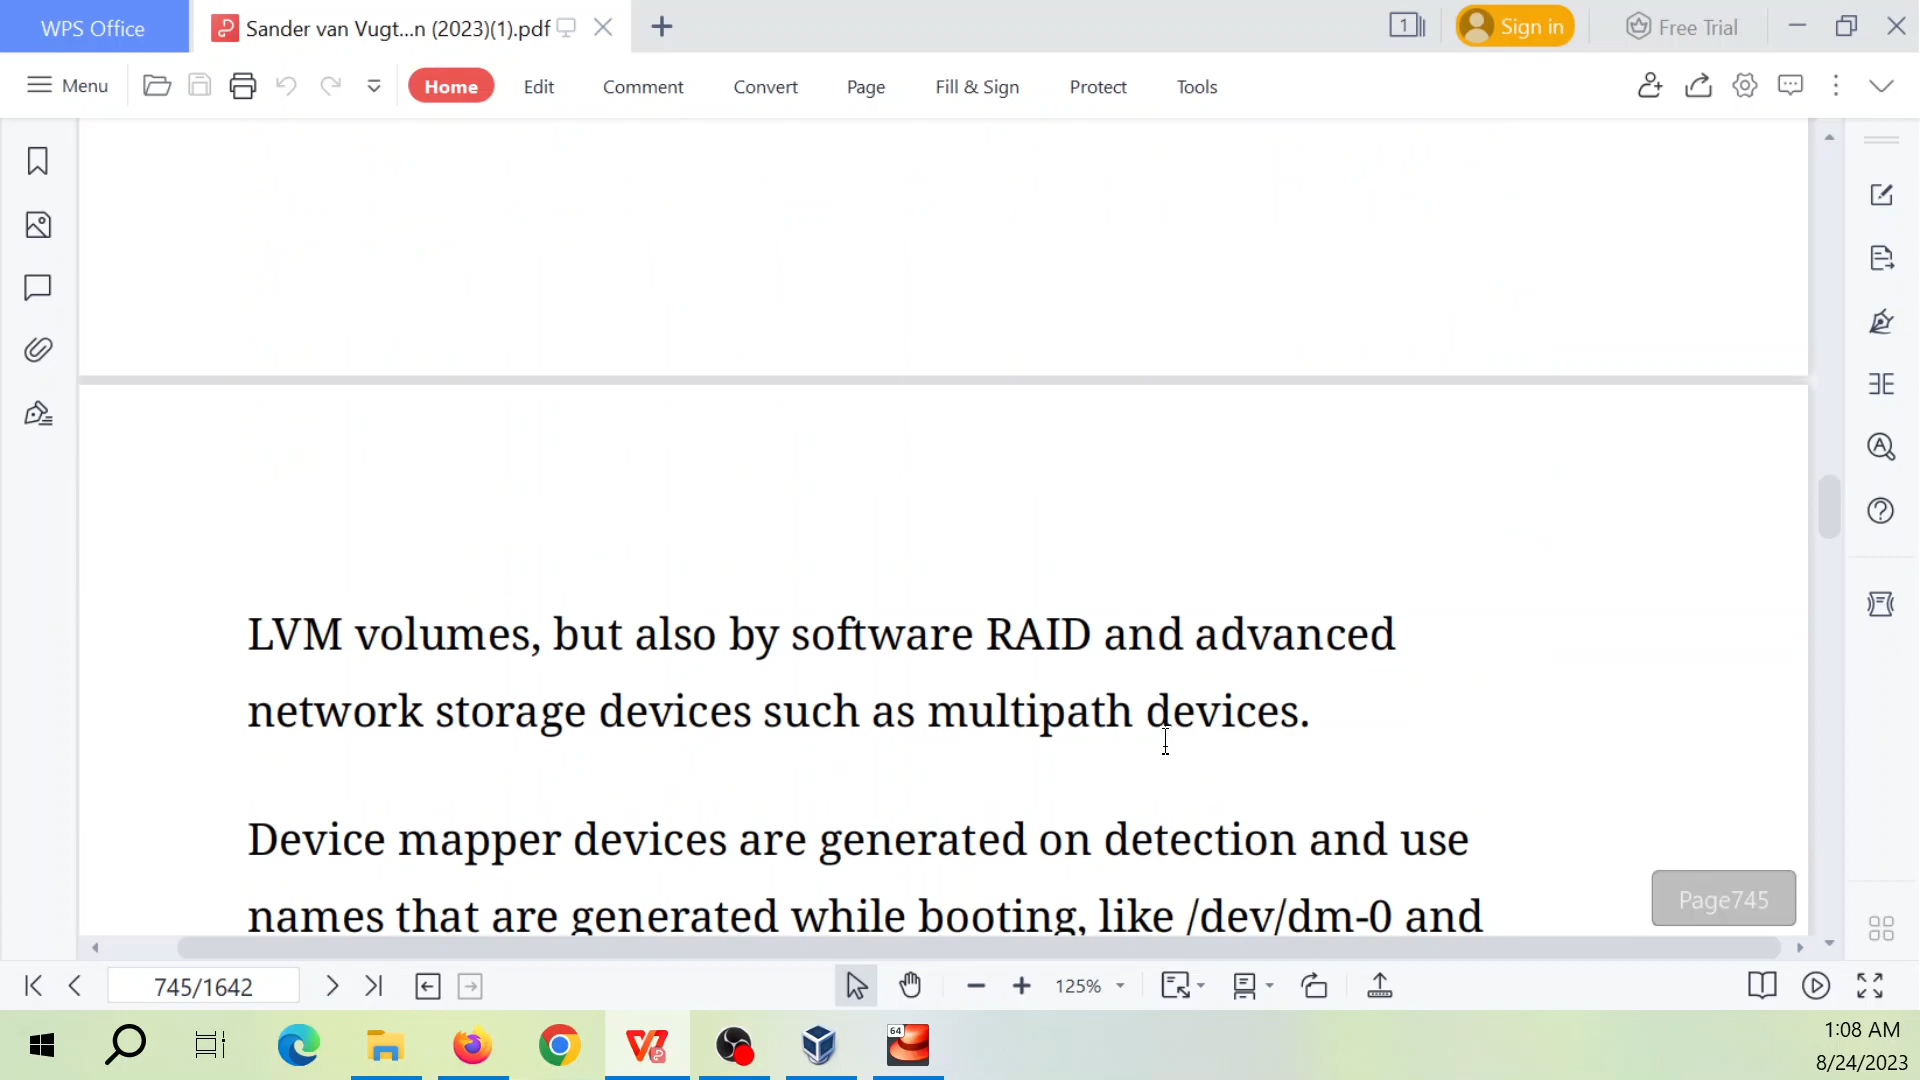 WPS Office
Sander van Vugt...n (2023)(1).pdf
1
Sign in
Free Trial
Menu
Home
Edit
Comment
Convert
Page
Fill & Sign
Protect
Tools
LVM volumes, but also by software RAID and advanced
network storage devices such as multipath devices.
Device mapper devices are generated on detection and use
names that are generated while booting, like /dev/dm-0 and
Page745
745/1642
125%
64
1:08 AM
8/24/2023